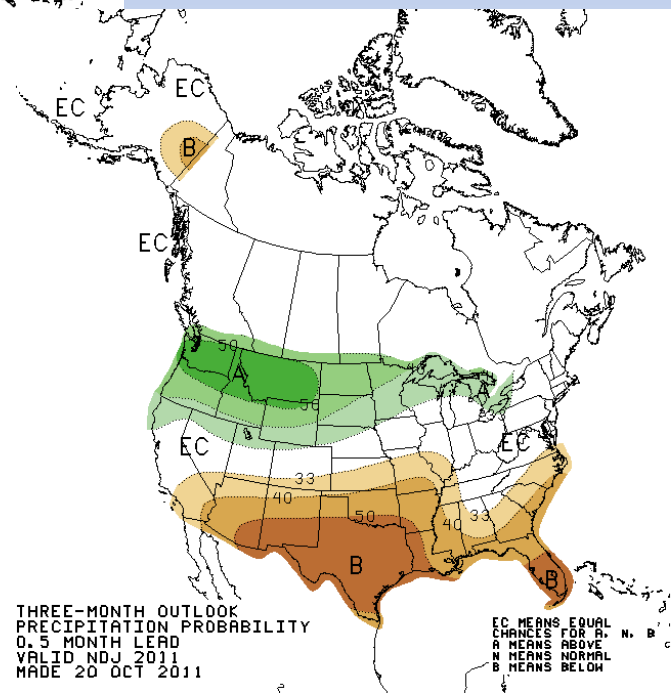 EC
EC
B
EC
50
40
A
50
A
33
EC
EC
33
40
50
40
33
B
B
THREE-MONTH OUTLOOK
PRECIPITATION PROBABILITY
0.5 MONTH LEAD
VALID NDJ 2011
MADE 20 OCT 2011
EC MEANS EQUAL
CHANCES FOR A, N, B
A MEANS ABOVE
N MEANS NORMAL
B MEANS BELOW